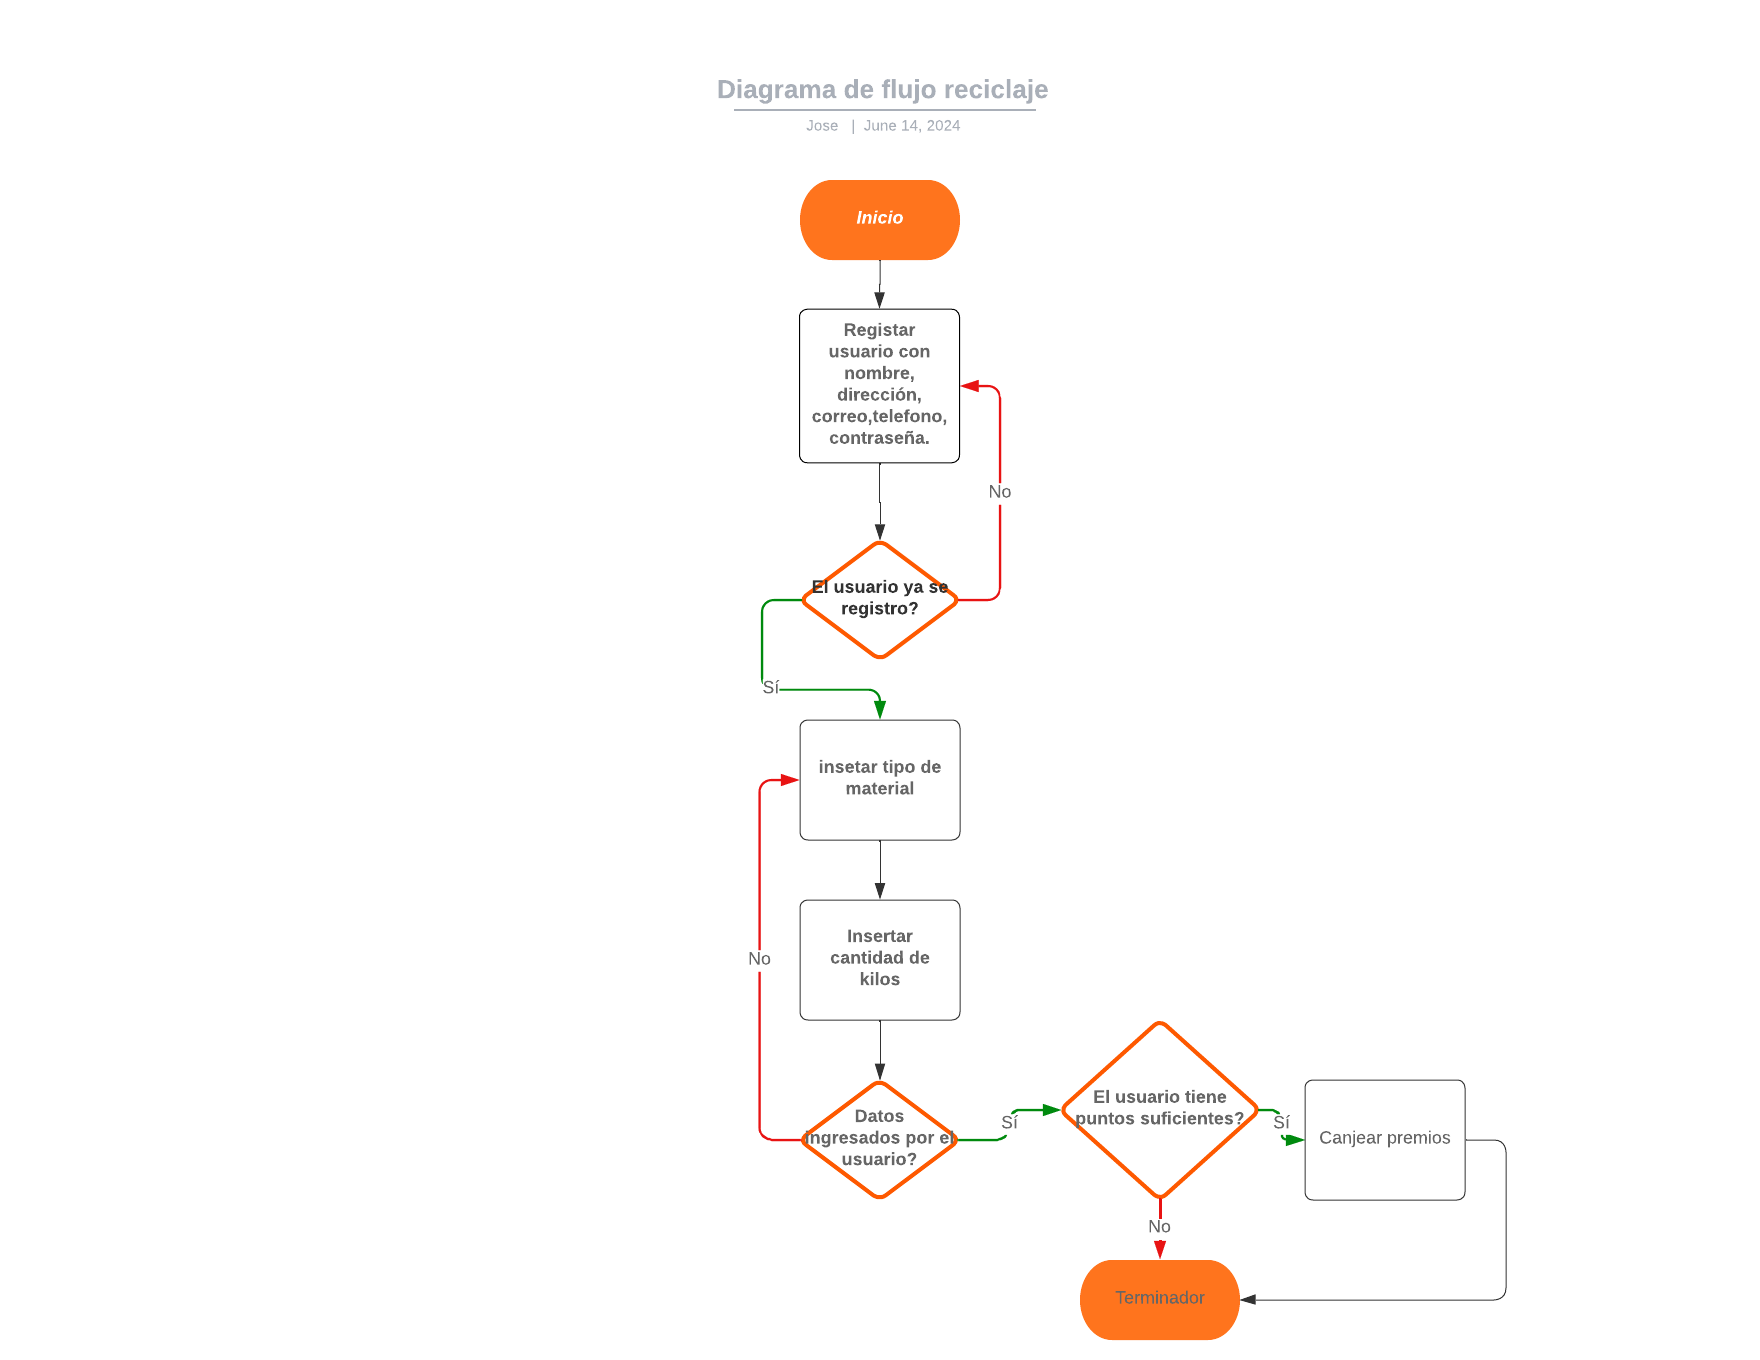 Diagrama de flujo reciclaje
Jose | June 14, 2024
Inicio
Registar
usuario con
nombre,
dirección,
correo,telefono,
contraseña.
No
El usuario ya se
registro?
Sí
insetar tipo de
material
Insertar
cantidad de
kilos
No
Datos
ingresados por el
usuario?
Sí
El usuario tiene
puntos suficientes?
Sí
Canjear premios
No
Terminador